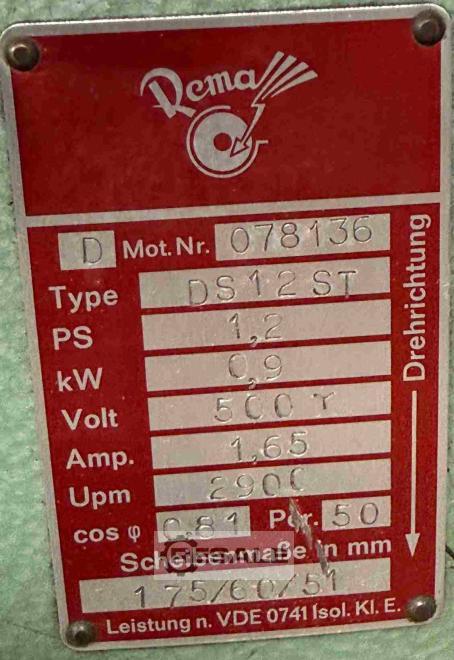 Rema
D Mot.Nr. 078136
Type DS12ST
PS 1,2
kW 0,9
Volt 500 Y
Amp. 1,65
Upm 2900
cos φ 0,81 Per. 50
Scheibenmaße in mm
175/60/51
Leistung n. VDE 0741 Isol. Kl. E.
Drehrichtung